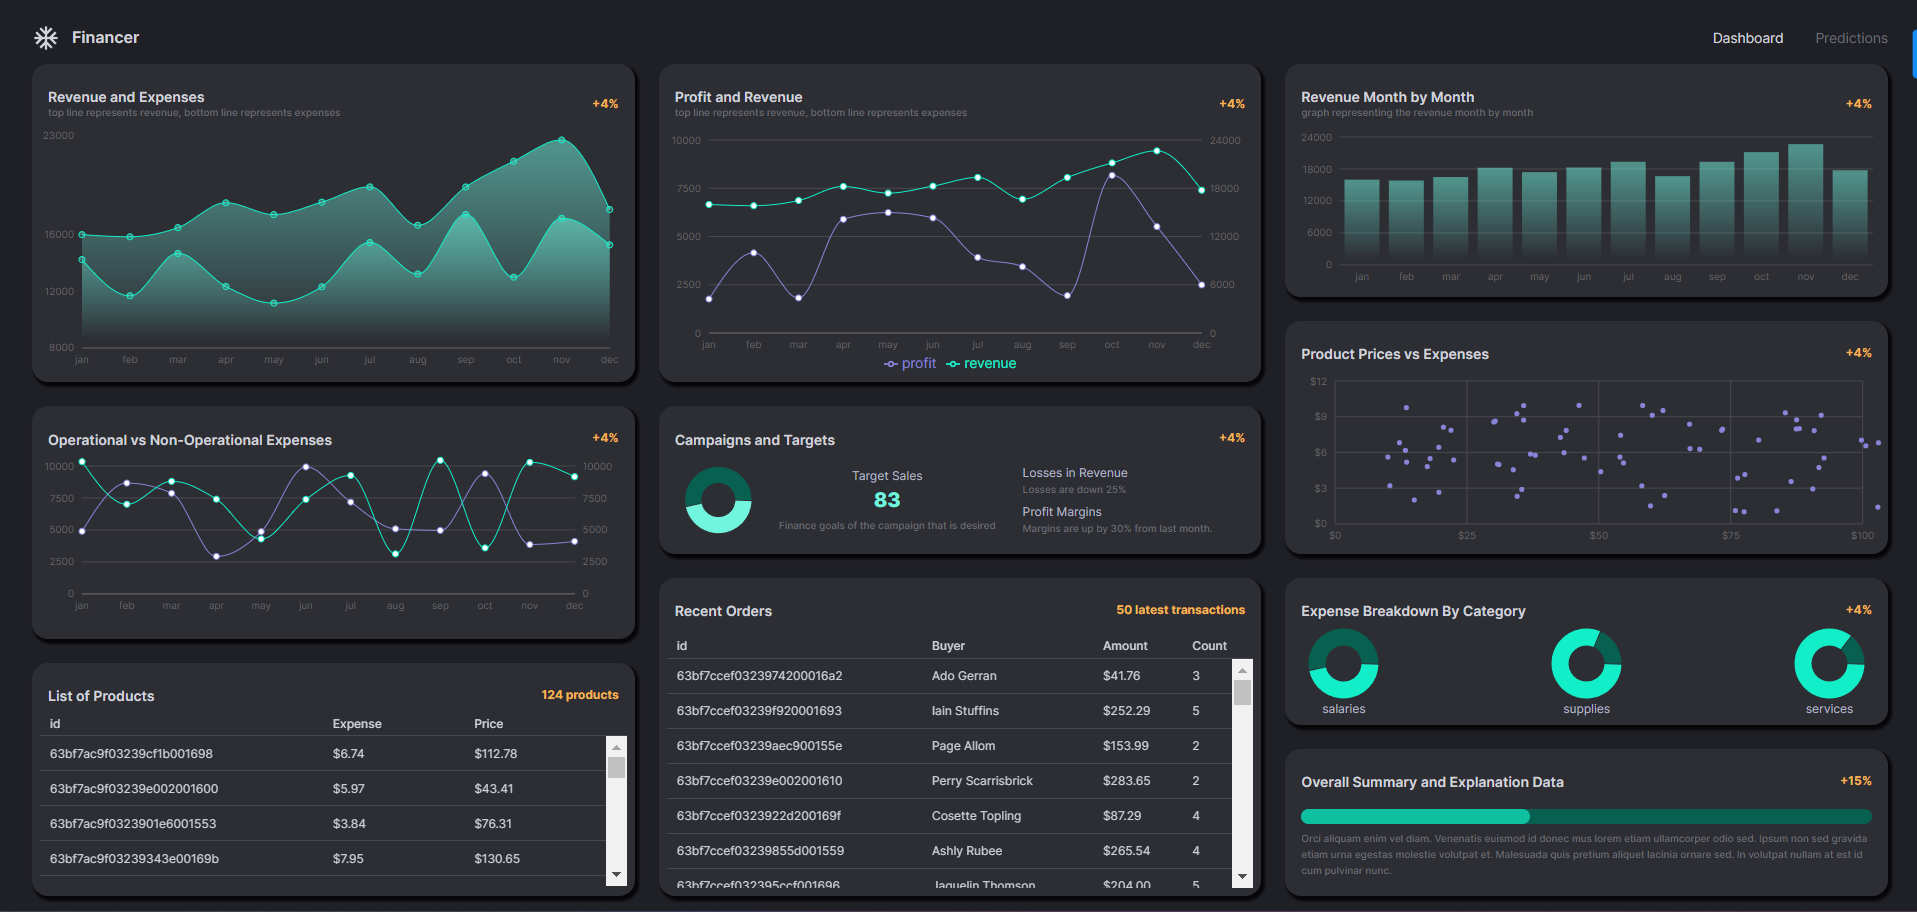 Financer
Dashboard
Predictions
Revenue and Expenses
top line represents revenue, bottom line represents expenses
+4%
23000
16000
12000
8000
jan feb mar apr may jun jul aug sep oct nov dec
Profit and Revenue
top line represents revenue, bottom line represents expenses
+4%
10000 24000
7500 18000
5000 12000
2500 6000
0 0
jan feb mar apr may jun jul aug sep oct nov dec
profit revenue
Revenue Month by Month
graph representing the revenue month by month
+4%
24000
18000
12000
6000
0
jan feb mar apr may jun jul aug sep oct nov dec
Operational vs Non-Operational Expenses
+4%
10000 10000
7500 7500
5000 5000
2500 2500
0 0
jan feb mar apr may jun jul aug sep oct nov dec
Campaigns and Targets
+4%
Target Sales
83
Finance goals of the campaign that is desired
Losses in Revenue
Losses are down 25%
Profit Margins
Margins are up by 30% from last month.
Product Prices vs Expenses
+4%
$12
$9
$6
$3
$0
$0 $25 $50 $75 $100
List of Products
124 products
id Expense Price
63bf7ac9f03239cf1b001698 $6.74 $112.78
63bf7ac9f03239e002001600 $5.97 $43.41
63bf7ac9f0323901e6001553 $3.84 $76.31
63bf7ac9f03239343e00169b $7.95 $130.65
Recent Orders
50 latest transactions
id Buyer Amount Count
63bf7ccef0323974200016a2 Ado Gerran $41.76 3
63bf7ccef03239f920001693 Iain Stuffins $252.29 5
63bf7ccef03239aec900155e Page Allom $153.99 2
63bf7ccef03239e002001610 Perry Scarrisbrick $283.65 2
63bf7ccef0323922d200169f Cosette Topling $87.29 4
63bf7ccef03239855d001559 Ashly Rubee $265.54 4
63bf7ccef032395ccf001696 Jaquelin Thomson $204.00 5
Expense Breakdown By Category
+4%
salaries supplies services
Overall Summary and Explanation Data
+15%
Orci aliquam enim vel diam. Venenatis euismod id donec mus lorem etiam ullamcorper odio sed. Ipsum non sed gravida
etiam urna egestas molestie volutpat et. Malesuada quis pretium aliquet lacinia ornare sed. In volutpat nullam at est id
cum pulvinar nunc.